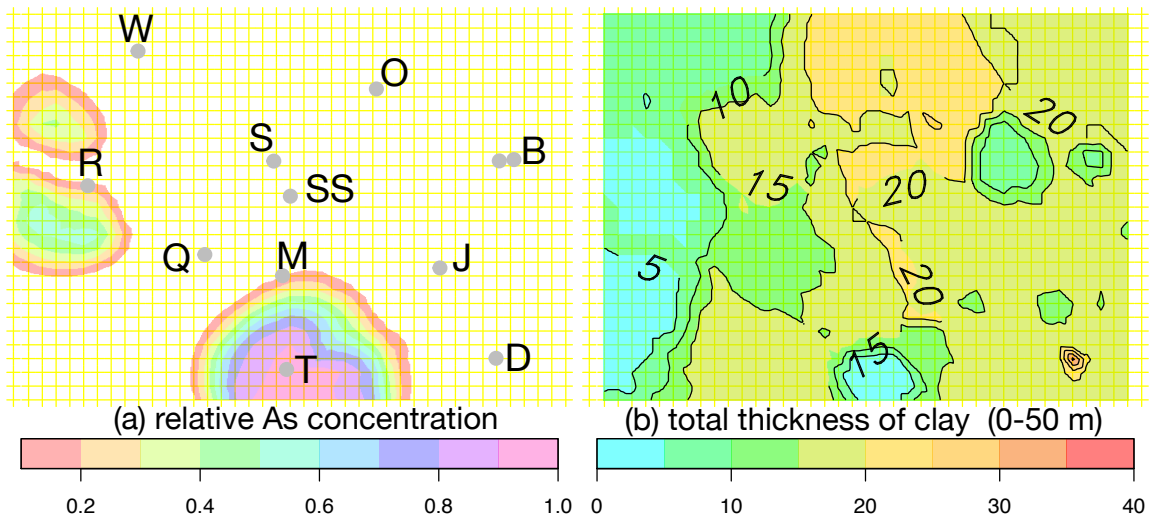 W
O
S
B
R
SS
Q
M
J
T
D
10
20
15
20
5
20
15
(a) relative As concentration
(b) total thickness of clay (0-50 m)
0.2 0.4 0.6 0.8 1.0
0 10 20 30 40